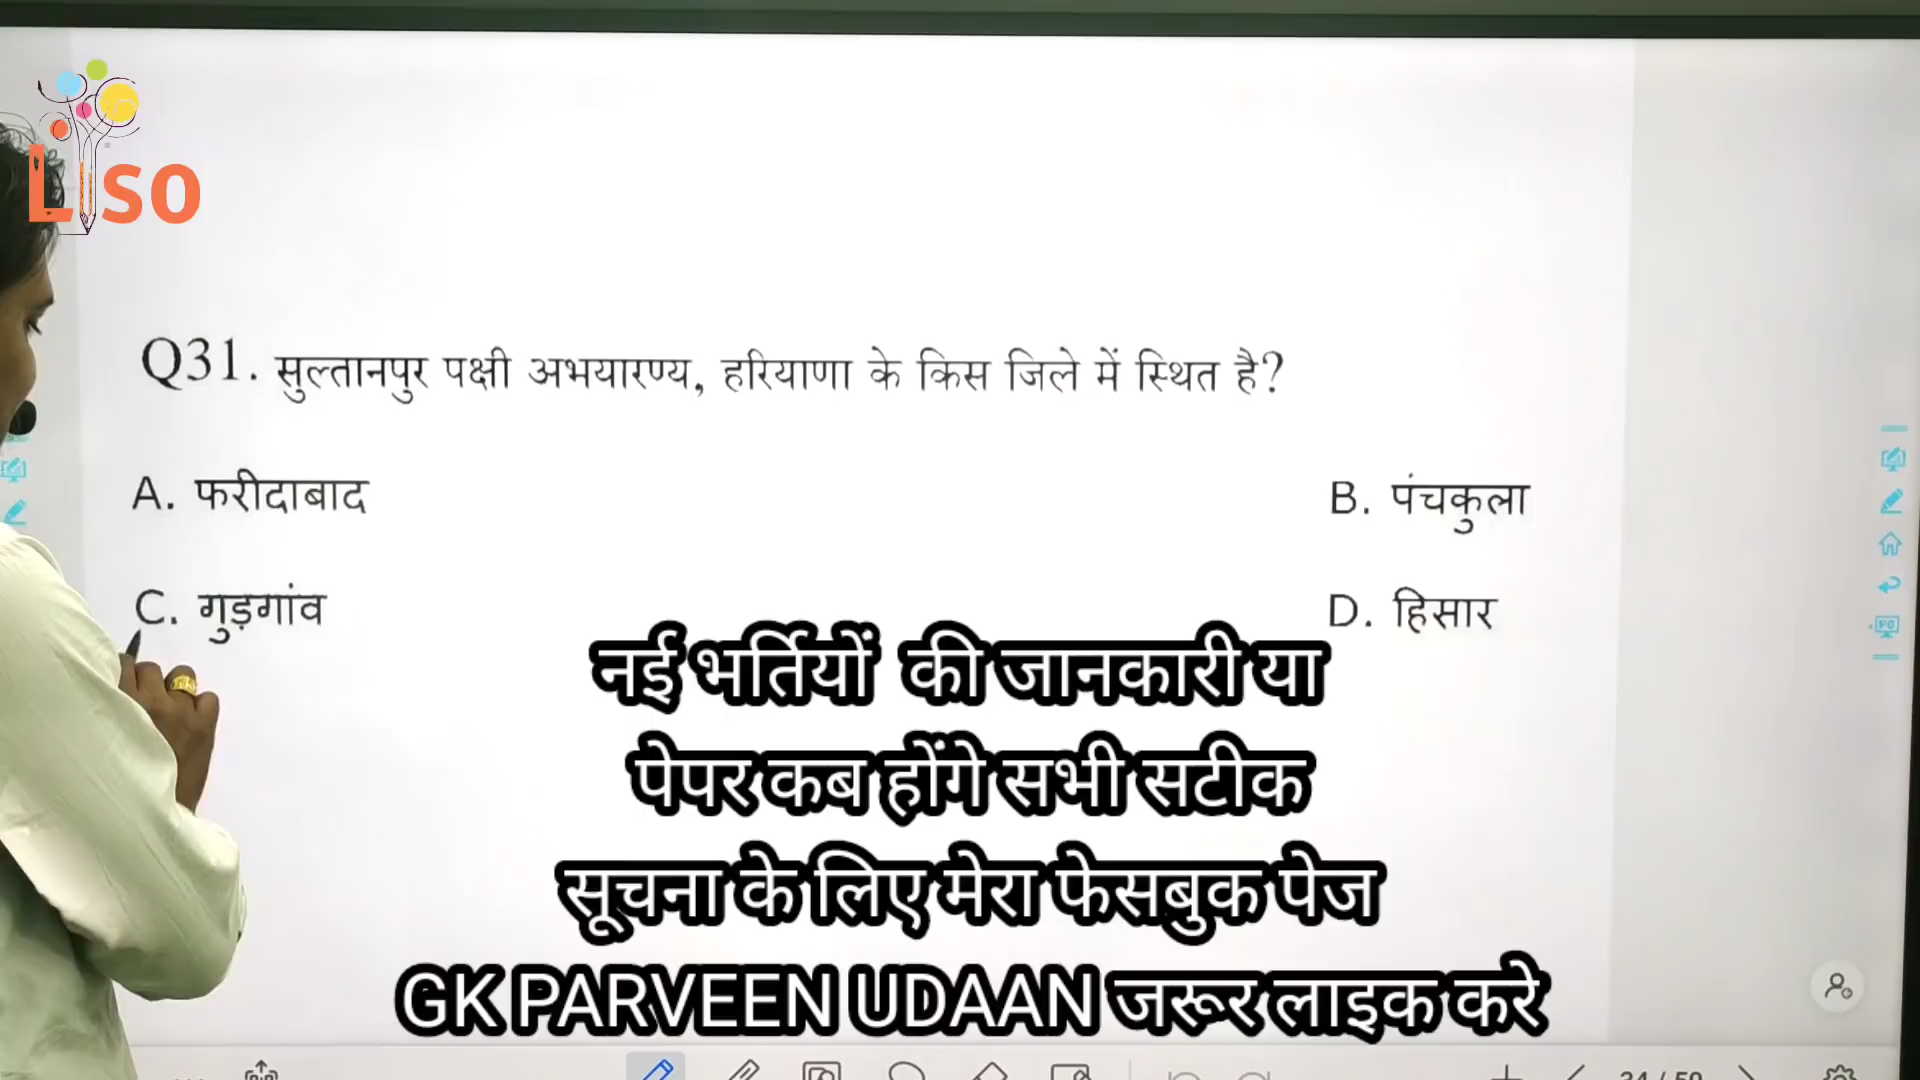 Liso
Q31. सुल्तानपुर पक्षी अभयारण्य, हरियाणा के किस जिले में स्थित है?
A. फरीदाबाद
B. पंचकुला
C. गुड़गांव
D. हिसार
नई भर्तियों की जानकारी या
पेपर कब होंगे सभी सटीक
सूचना के लिए मेरा फेसबुक पेज
GK PARVEEN UDAAN जरूर लाइक करे